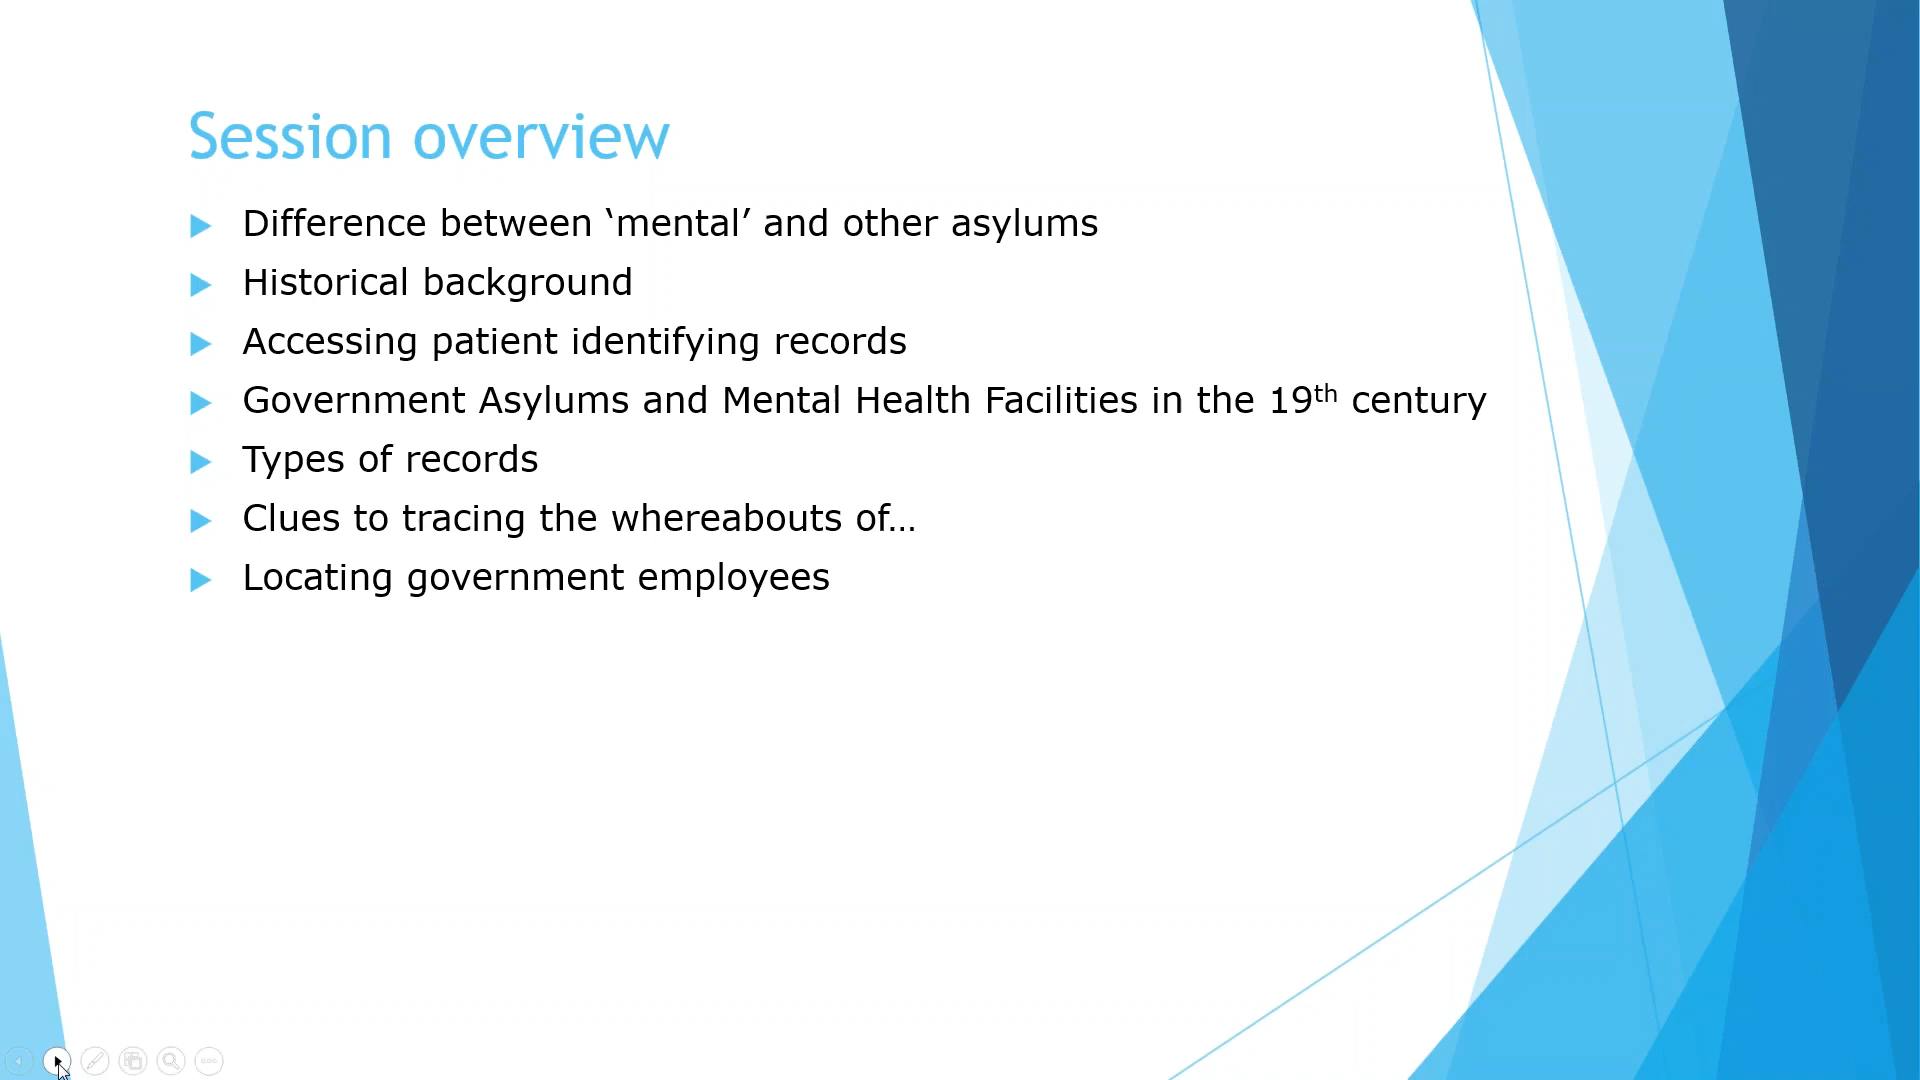 Session overview
Difference between ‘mental’ and other asylums
Historical background
Accessing patient identifying records
Government Asylums and Mental Health Facilities in the 19th century
Types of records
Clues to tracing the whereabouts of…
Locating government employees